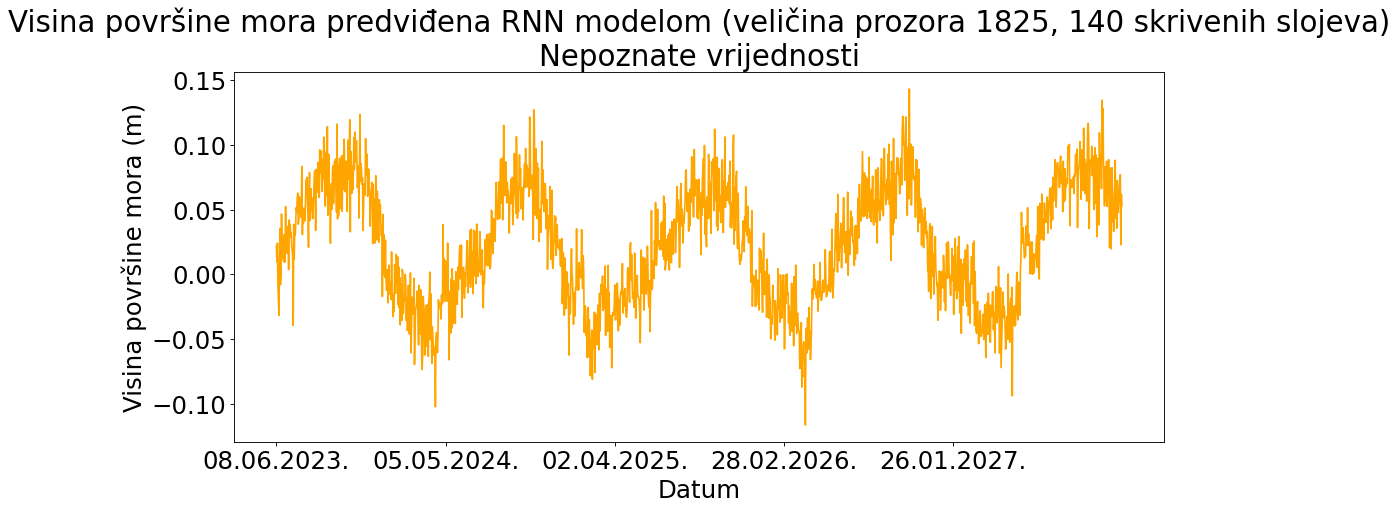 Visina površine mora predviđena RNN modelom (veličina prozora 1825, 140 skrivenih slojeva)
Nepoznate vrijednosti
Visina površine mora (m)
0.15
0.10
0.05
0.00
−0.05
−0.10
08.06.2023. 05.05.2024. 02.04.2025. 28.02.2026. 26.01.2027.
Datum